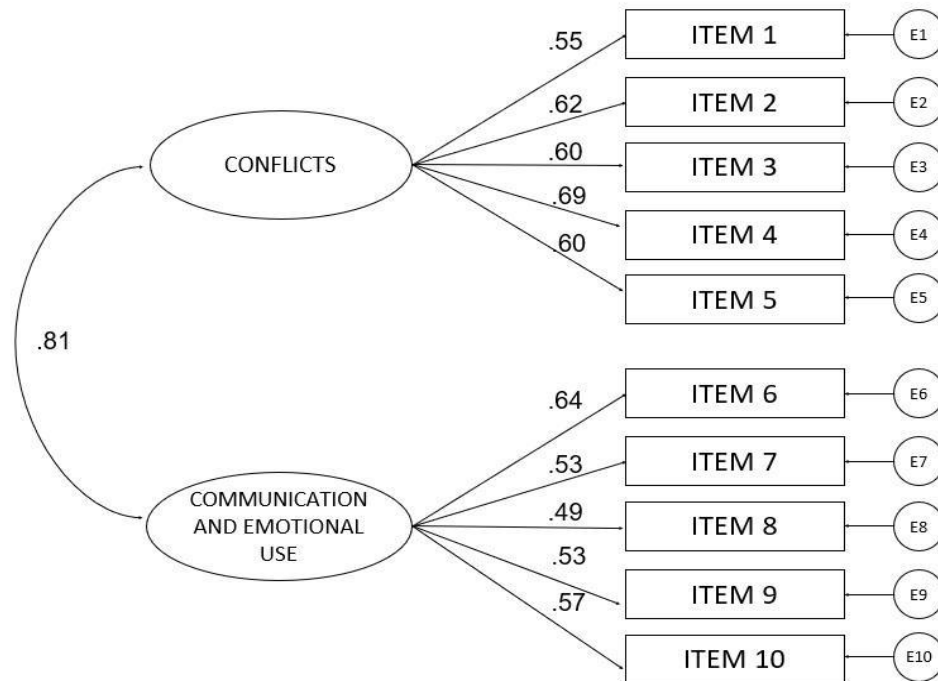 .55
ITEM 1
E1
.62
ITEM 2
E2
CONFLICTS
.60
ITEM 3
E3
.69
ITEM 4
E4
.60
ITEM 5
E5
.81
.64
ITEM 6
E6
.53
ITEM 7
E7
COMMUNICATION
AND EMOTIONAL
USE
.49
ITEM 8
E8
.53
ITEM 9
E9
.57
ITEM 10
E10